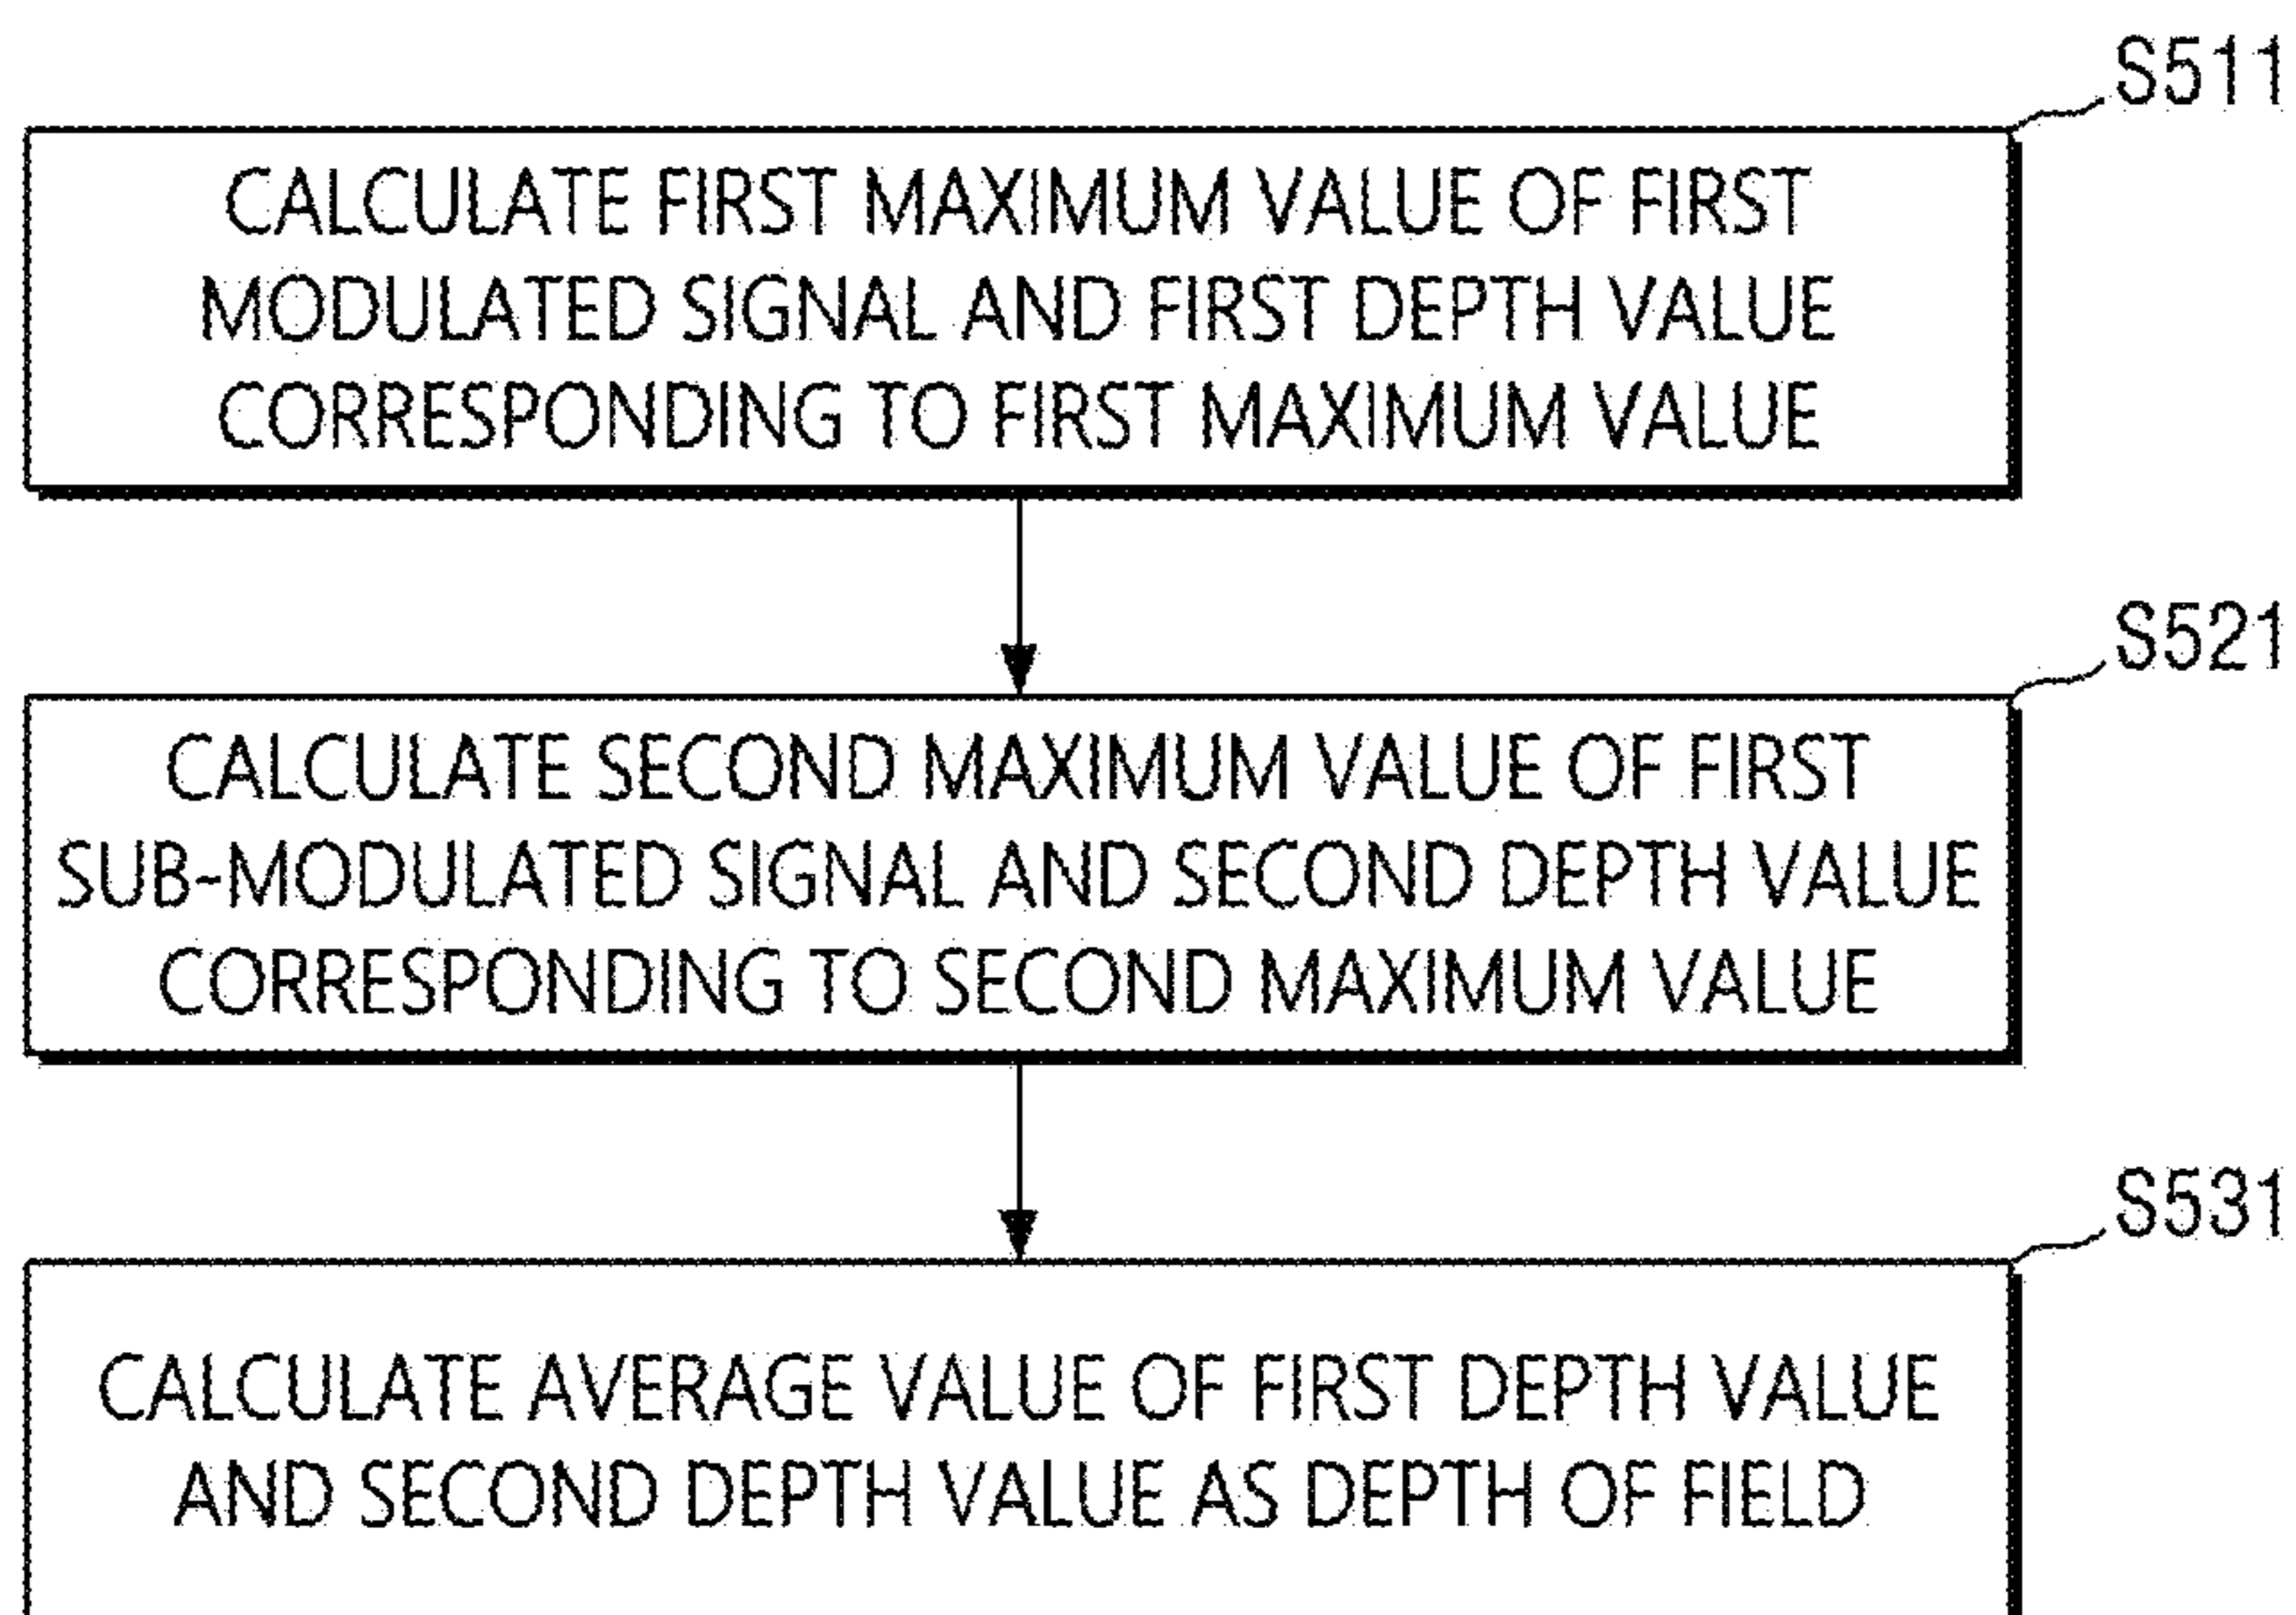 S511
CALCULATE FIRST MAXIMUM VALUE OF FIRST
MODULATED SIGNAL AND FIRST DEPTH VALUE
CORRESPONDING TO FIRST MAXIMUM VALUE
S521
CALCULATE SECOND MAXIMUM VALUE OF FIRST
SUB-MODULATED SIGNAL AND SECOND DEPTH VALUE
CORRESPONDING TO SECOND MAXIMUM VALUE
S531
CALCULATE AVERAGE VALUE OF FIRST DEPTH VALUE
AND SECOND DEPTH VALUE AS DEPTH OF FIELD